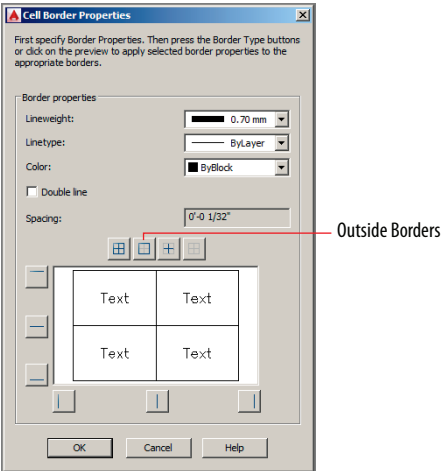 Cell Border Properties
First specify Border Properties. Then press the Border Type buttons
or click on the preview to apply selected border properties to the
appropriate borders.
Border properties
Lineweight:
0.70 mm
Linetype:
ByLayer
Color:
ByBlock
Double line
Spacing:
0'-0 1/32"
Outside Borders
Text Text
Text Text
OK Cancel Help